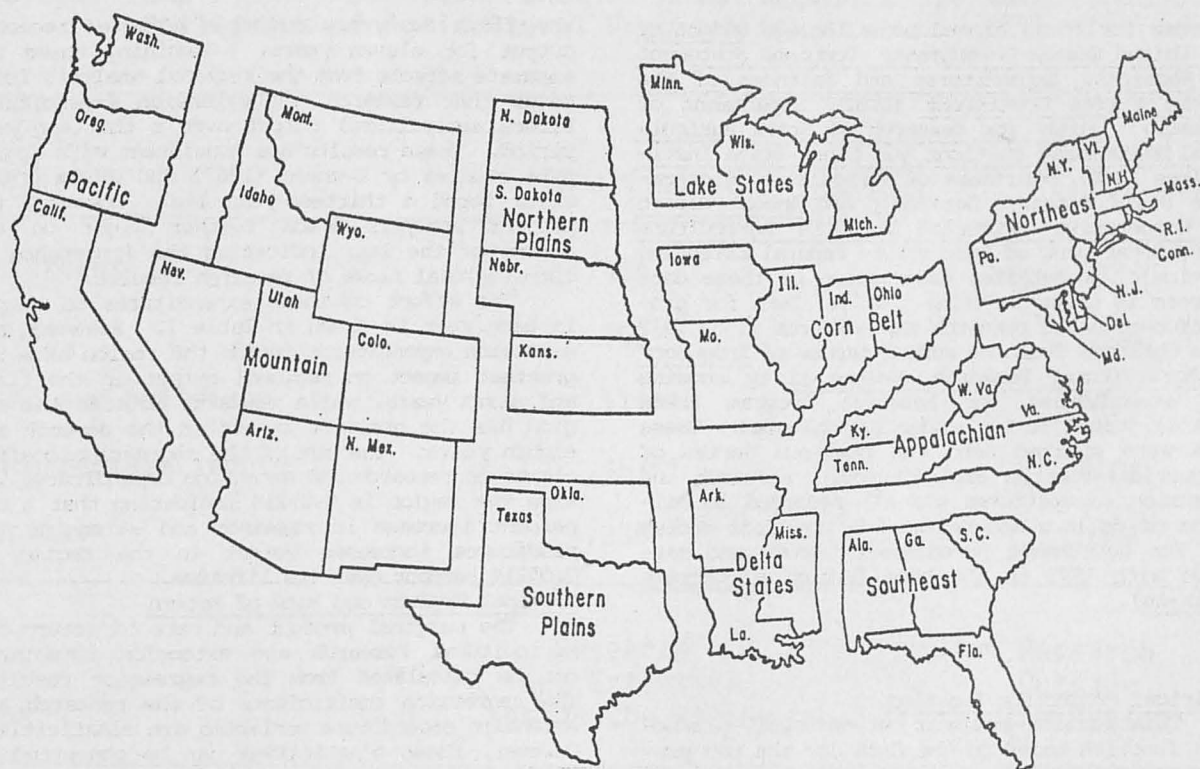 Wash.
Oreg.
Pacific
Calif.
Mont.
Idaho
Wyo.
Nev.
Utah
Colo.
Mountain
Ariz.
N. Mex.
N. Dakota
S. Dakota
Northern
Plains
Nebr.
Kans.
Okla.
Texas
Southern
Plains
Minn.
Wis.
Lake States
Mich.
Iowa
Ill.
Ind.
Ohio
Corn Belt
Mo.
Ark.
Miss.
Delta
States
La.
Maine
N.Y.
Vt.
N.H.
Mass.
Northeast
R.I.
Conn.
Pa.
N.J.
Del.
Md.
W. Va.
Va.
Ky.
Appalachian
Tenn.
N.C.
Ala.
Ga.
S.C.
Southeast
Fla.